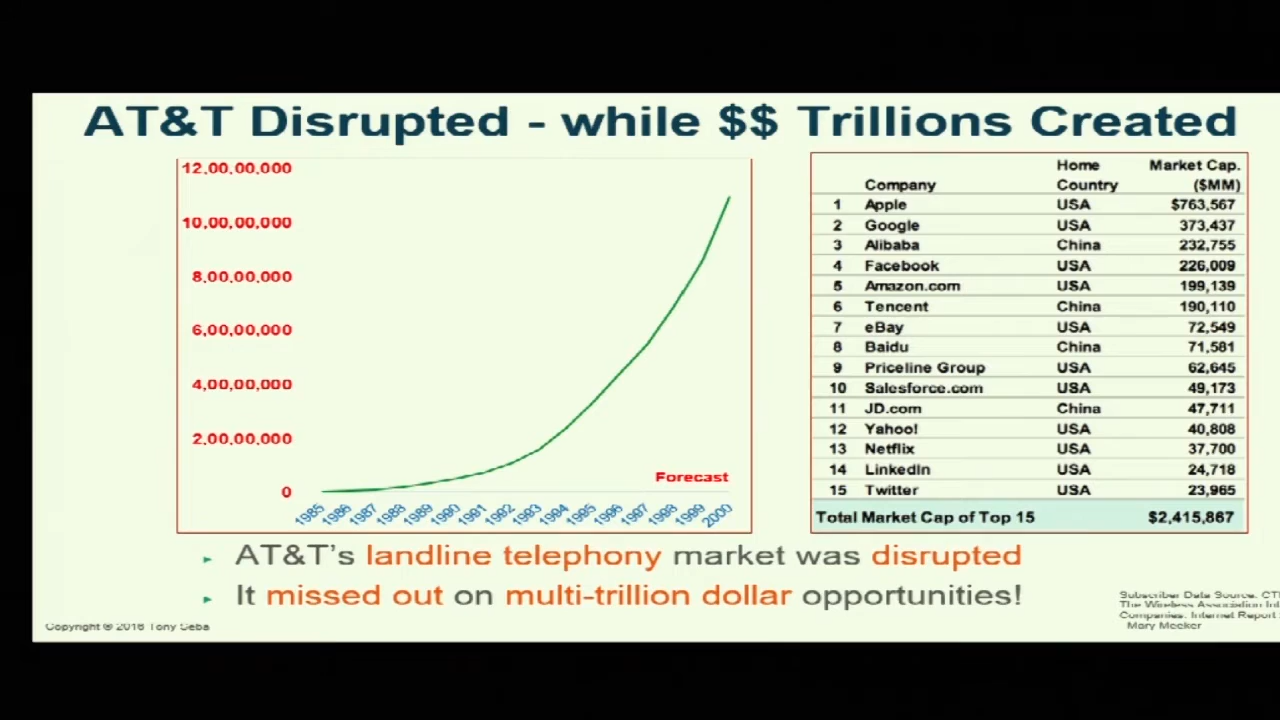 AT&T Disrupted - while $$ Trillions Created
12,00,00,000
10,00,00,000
8,00,00,000
6,00,00,000
4,00,00,000
2,00,00,000
0
Forecast
1985 1986 1987 1988 1989 1990 1991 1992 1993 1994 1995 1996 1997 1998 1999 2000
Home Market Cap.
Company Country ($MM)
1 Apple USA $763,567
2 Google USA 373,437
3 Alibaba China 232,755
4 Facebook USA 226,009
5 Amazon.com USA 199,139
6 Tencent China 190,110
7 eBay USA 72,549
8 Baidu China 71,581
9 Priceline Group USA 62,645
10 Salesforce.com USA 49,173
11 JD.com China 47,711
12 Yahoo! USA 40,808
13 Netflix USA 37,700
14 LinkedIn USA 24,718
15 Twitter USA 23,965
Total Market Cap of Top 15 $2,415,867
AT&T's landline telephony market was disrupted
It missed out on multi-trillion dollar opportunities!
Subscriber Data Source. CTI
The Wireless Association Int
Companies. Internet Report
Mary Meeker
Copyright © 2016 Tony Seba